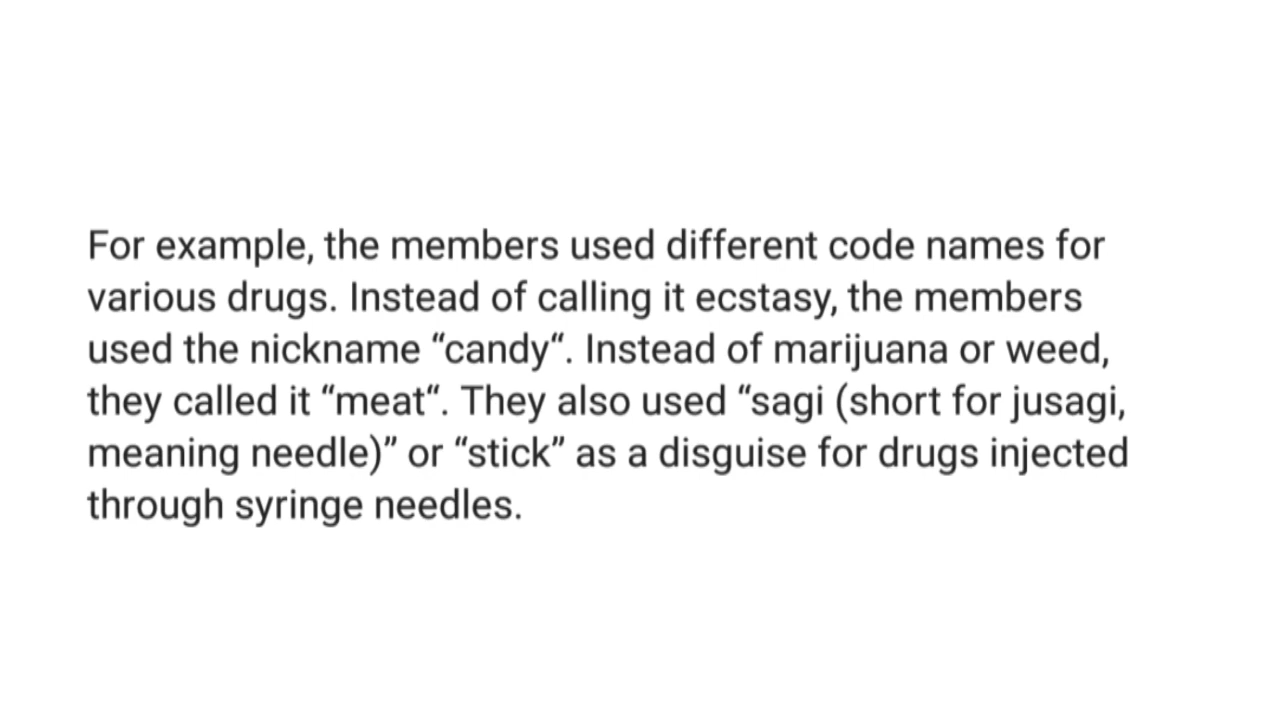 For example, the members used different code names for
various drugs. Instead of calling it ecstasy, the members
used the nickname “candy“. Instead of marijuana or weed,
they called it “meat“. They also used “sagi (short for jusagi,
meaning needle)” or “stick” as a disguise for drugs injected
through syringe needles.